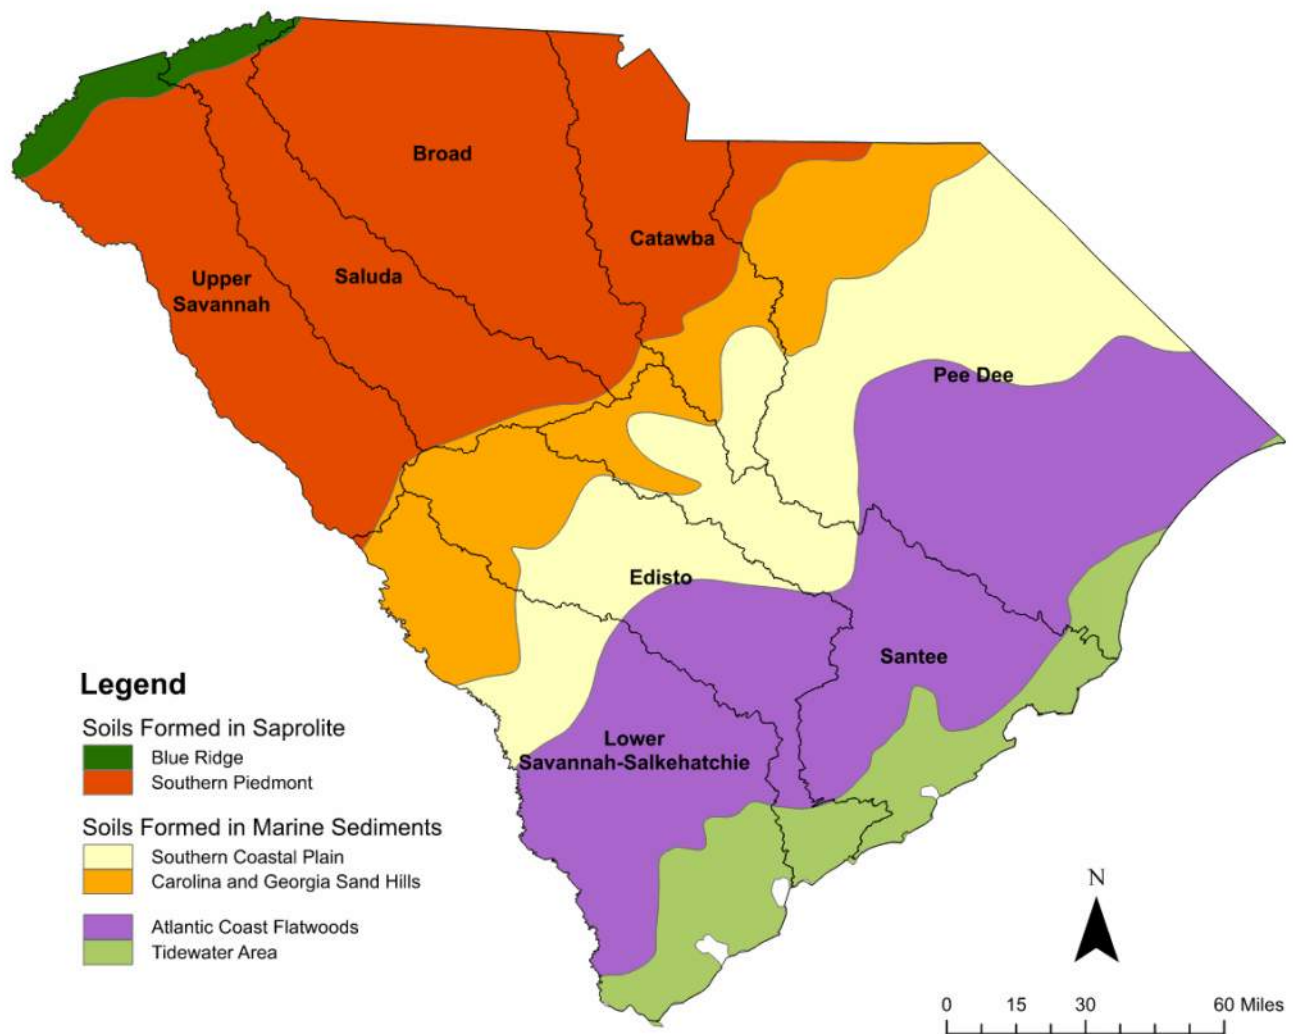 Broad
Catawba
Upper
Savannah
Saluda
Pee Dee
Edisto
Santee
Lower
Savannah-Salkehatchie
Legend
Soils Formed in Saprolite
Blue Ridge
Southern Piedmont
Soils Formed in Marine Sediments
Southern Coastal Plain
Carolina and Georgia Sand Hills
Atlantic Coast Flatwoods
Tidewater Area
N
0 15 30 60 Miles